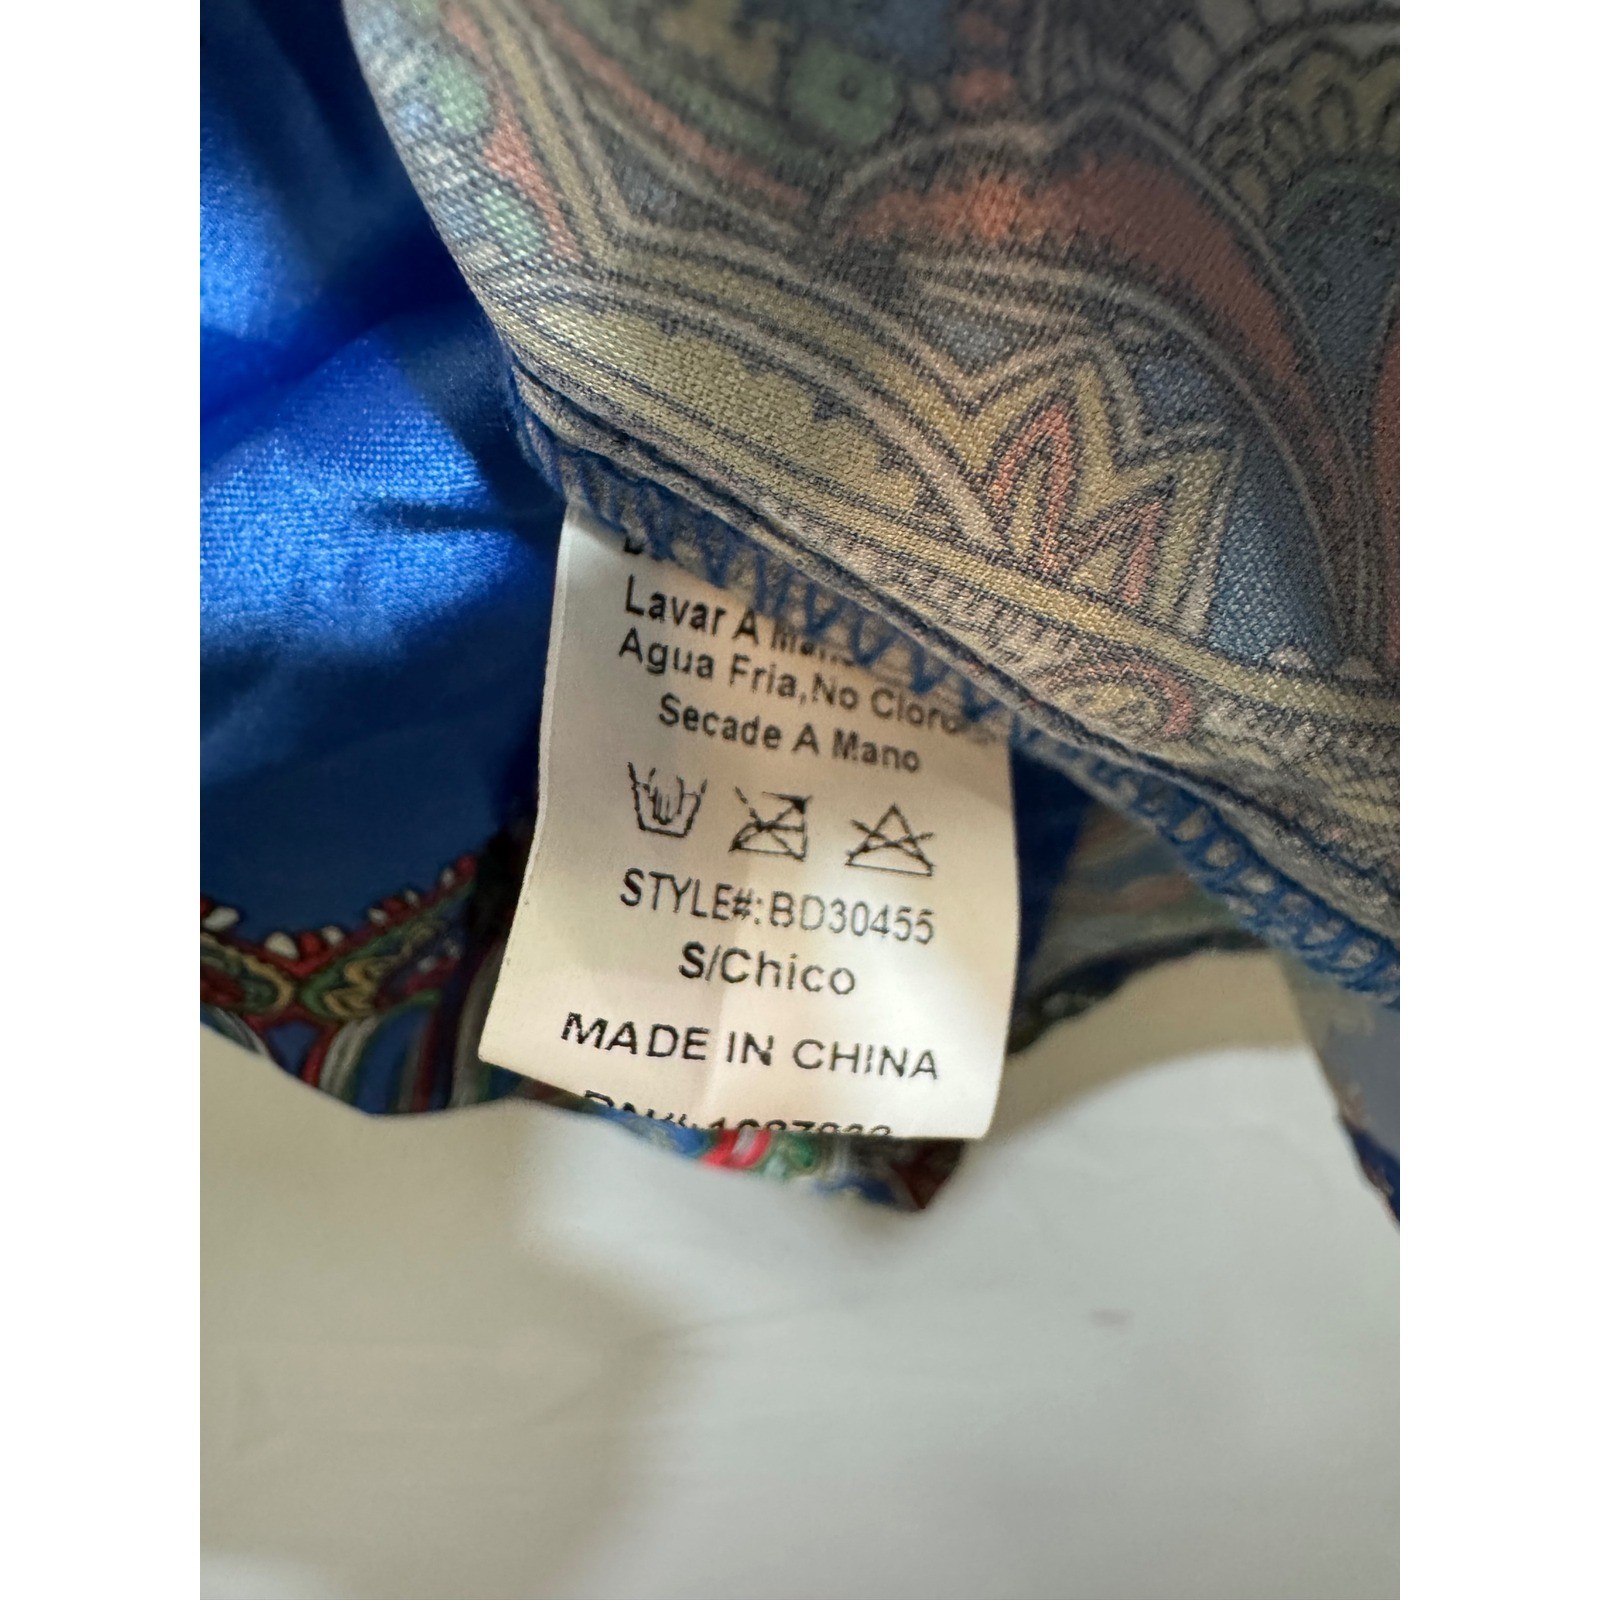 Lavar A
Agua Fria,No Cloro
Secade A Mano
STYLE#:BD30455
S/Chico
MADE IN CHINA